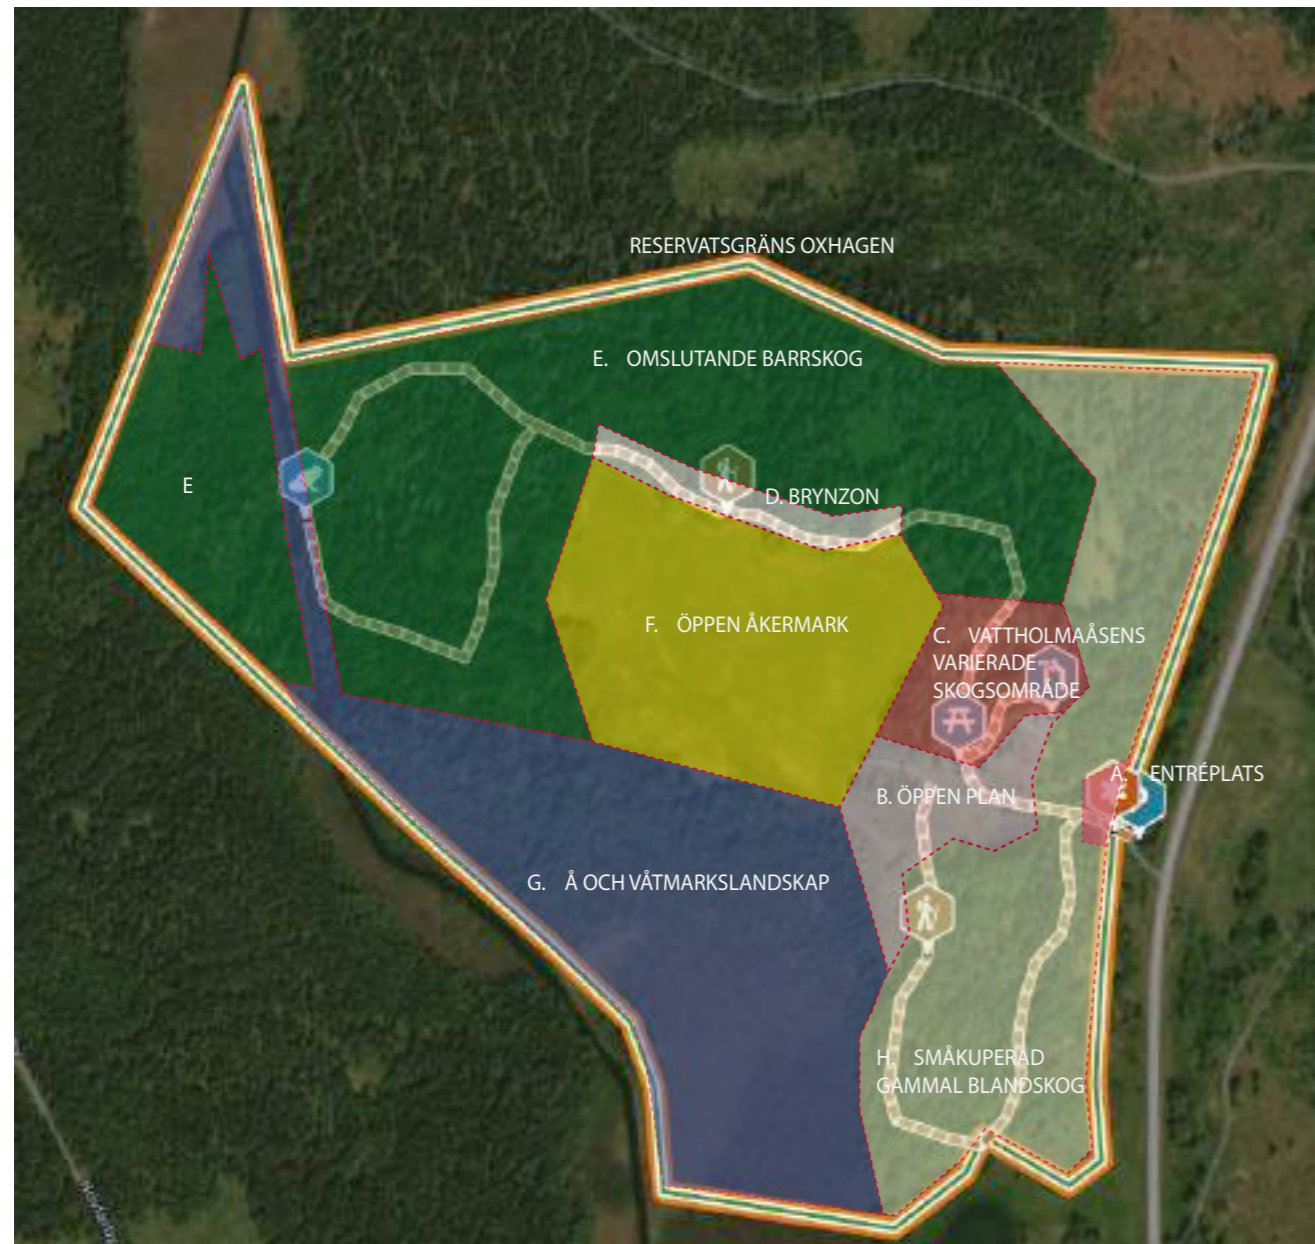 RESERVATSGRÄNS OXHAGEN
E. OMSLUTANDE BARRSKOG
E
D. BRYNZON
F. ÖPPEN ÅKERMARK
C. VATTHOLMAÅSENS
VARIERADE
SKOGSOMRÅDE
A. ENTRÉPLATS
B. ÖPPEN PLAN
G. Å OCH VÅTMARKSLANDSKAP
H. SMÅKUPERAD
GAMMAL BLANDSKOG